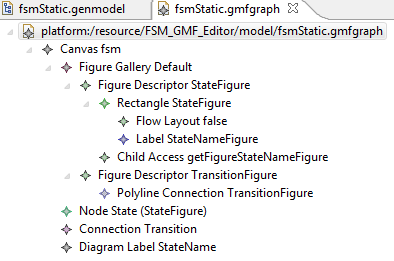 fsmStatic.genmodel
fsmStatic.gmfgraph
platform:/resource/FSM_GMF_Editor/model/fsmStatic.gmfgraph
Canvas fsm
Figure Gallery Default
Figure Descriptor StateFigure
Rectangle StateFigure
Flow Layout false
Label StateNameFigure
Child Access getFigureStateNameFigure
Figure Descriptor TransitionFigure
Polyline Connection TransitionFigure
Node State (StateFigure)
Connection Transition
Diagram Label StateName